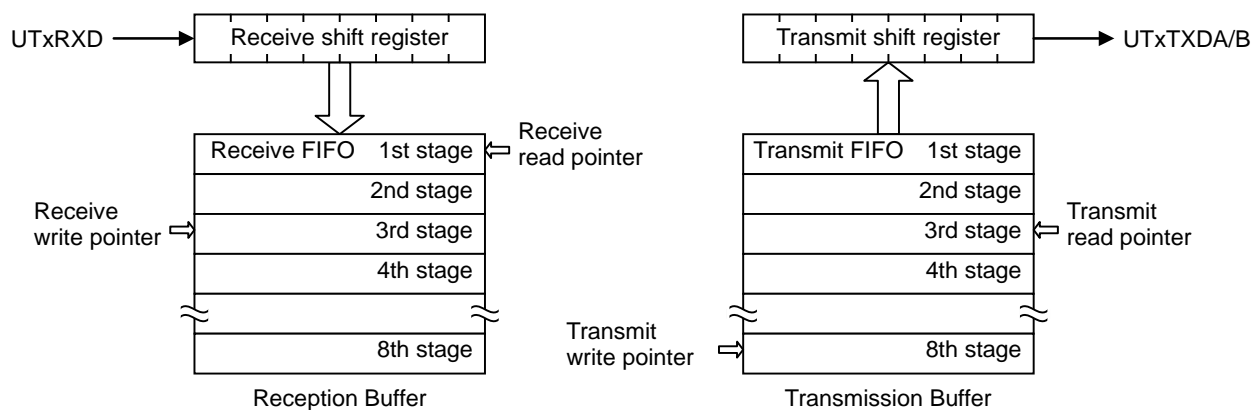 UTxRXD
Receive shift register
Receive FIFO 1st stage
2nd stage
3rd stage
4th stage
8th stage
Receive
read pointer
Receive
write pointer
Reception Buffer
Transmit shift register
UTxTXDA/B
Transmit FIFO 1st stage
2nd stage
3rd stage
4th stage
8th stage
Transmit
read pointer
Transmit
write pointer
Transmission Buffer